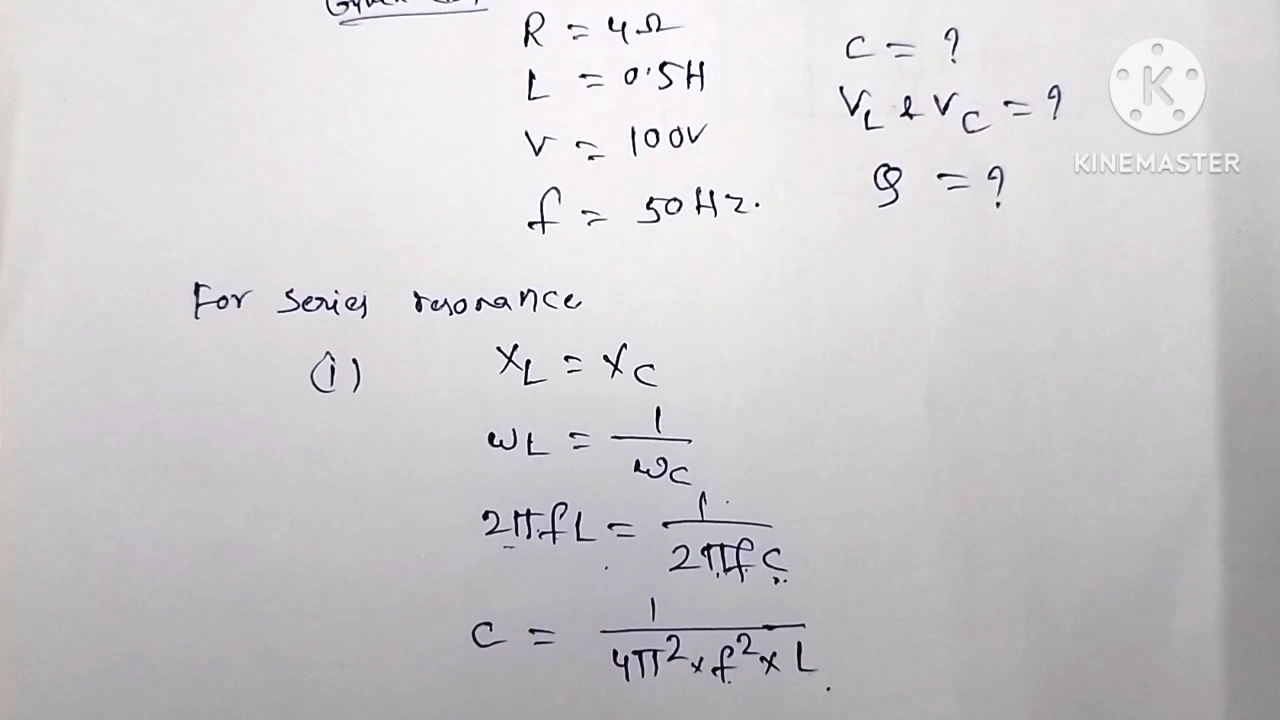 R = 4Ω
L = 0.5H
V = 100V
f = 50Hz.
C = ?
VL & VC = ?
Q = ?
K
KINEMASTER
For series resonance
(i) XL = XC
ωL = 1/ωC
2πfL = 1/2πfC
C = 1/4π²×f²×L.